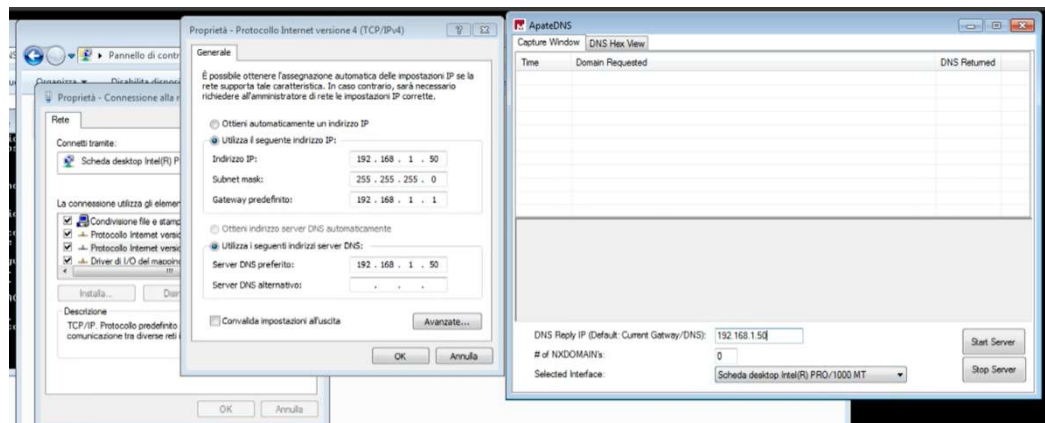 Pannello di contr
Organizza
Disabilita disposi
Proprietà - Connessione alla r
Rete
Connetti tramite:
Scheda desktop Intel(R) P
La connessione utilizza gli elemen
Condivisione file e stamp
Protocollo Internet versic
Protocollo Internet versic
Driver di I/O del mapping
Installa...
Disin
Descrizione
TCP/IP. Protocollo predefinito
comunicazione tra diverse reti i
OK
Annulla
Proprietà - Protocollo Internet versione 4 (TCP/IPv4)
Generale
È possibile ottenere l'assegnazione automatica delle impostazioni IP se la
rete supporta tale caratteristica. In caso contrario, sarà necessario
richiedere all'amministratore di rete le impostazioni IP corrette.
Ottieni automaticamente un indirizzo IP
Utilizza il seguente indirizzo IP:
Indirizzo IP: 192 . 168 . 1 . 50
Subnet mask: 255 . 255 . 255 . 0
Gateway predefinito: 192 . 168 . 1 . 1
Ottieni indirizzo server DNS automaticamente
Utilizza i seguenti indirizzi server DNS:
Server DNS preferito: 192 . 168 . 1 . 50
Server DNS alternativo: . . .
Convalida impostazioni all'uscita
Avanzate...
OK
Annulla
ApateDNS
Capture Window DNS Hex View
Time Domain Requested DNS Returned
DNS Reply IP (Default: Current Gatway/DNS): 192.168.1.50
# of NXDOMAIN's: 0
Selected Interface: Scheda desktop Intel(R) PRO/1000 MT
Start Server
Stop Server